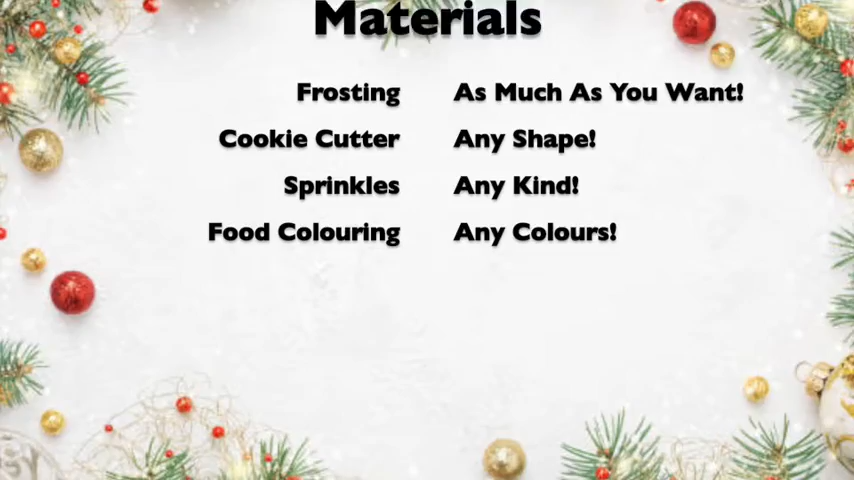 Materials
Frosting As Much As You Want!
Cookie Cutter Any Shape!
Sprinkles Any Kind!
Food Colouring Any Colours!